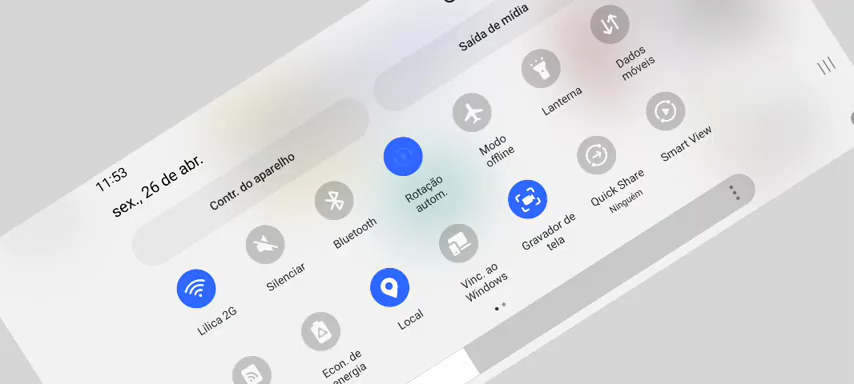 11:53
sex., 26 de abr.
Contr. do aparelho
Saída de mídia
Lilica 2G
Silenciar
Bluetooth
Rotação
autom.
Modo
offline
Lanterna
Dados
móveis
Econ. de
energia
Local
Vinc. ao
Windows
Gravador de
tela
Quick Share
Ninguém
Smart View